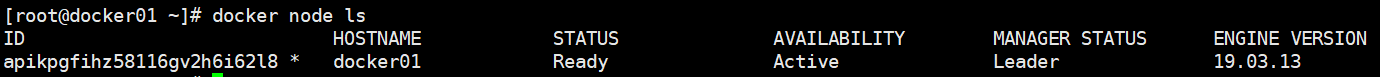 [root@docker01 ~]# docker node ls
ID HOSTNAME STATUS AVAILABILITY MANAGER STATUS ENGINE VERSION
apikpgfihz58116gv2h6i62l8 * docker01 Ready Active Leader 19.03.13